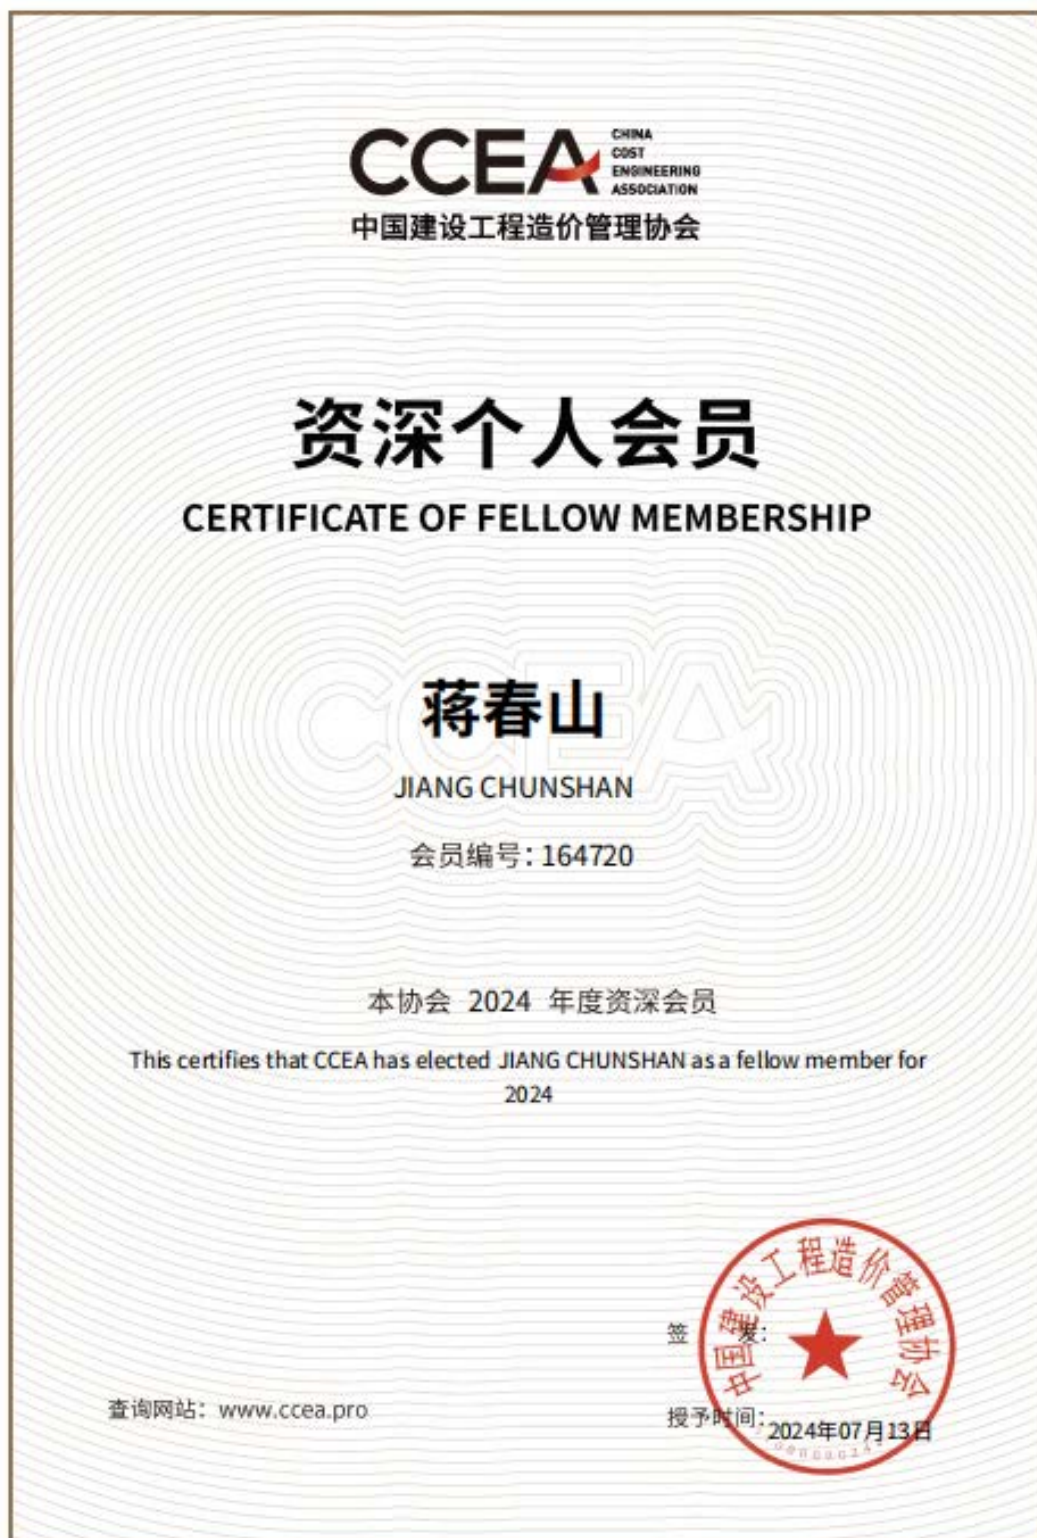 CCEA
CHINA
COST
ENGINEERING
ASSOCIATION
中国建设工程造价管理协会
资深个人会员
CERTIFICATE OF FELLOW MEMBERSHIP
CCEA
蒋春山
JIANG CHUNSHAN
会员编号：164720
本协会 2024 年度资深会员
This certifies that CCEA has elected JIANG CHUNSHAN as a fellow member for
2024
中国建设工程造价管理协会
签 发：
查询网站：www.ccea.pro
授予时间：2024年07月13日